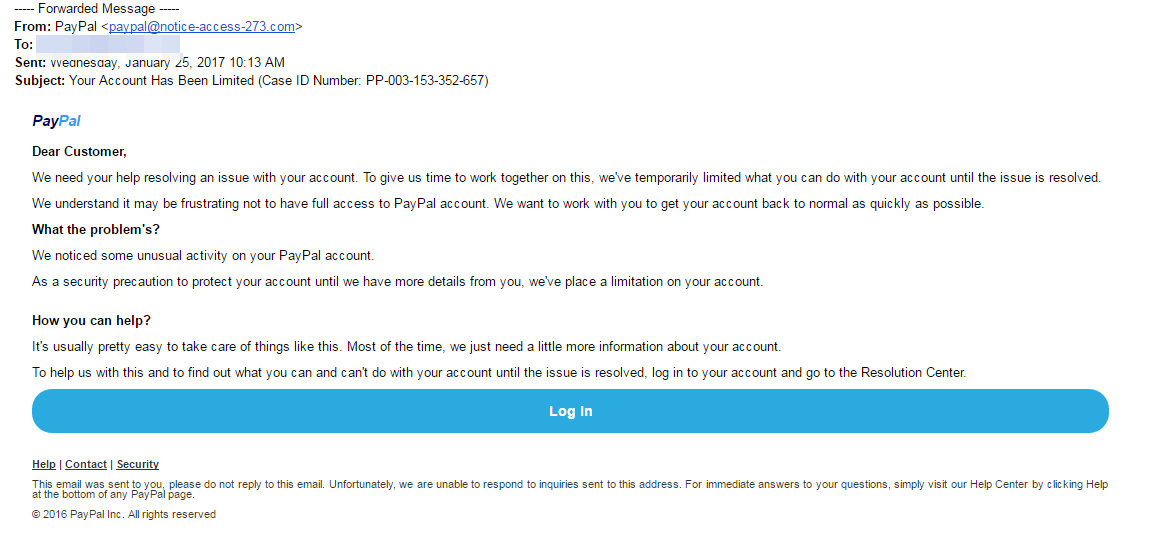 ----- Forwarded Message -----
From: PayPal <paypal@notice-access-273.com>
To:
Sent: Wednesday, January 25, 2017 10:13 AM
Subject: Your Account Has Been Limited (Case ID Number: PP-003-153-352-657)
PayPal
Dear Customer,
We need your help resolving an issue with your account. To give us time to work together on this, we've temporarily limited what you can do with your account until the issue is resolved.
We understand it may be frustrating not to have full access to PayPal account. We want to work with you to get your account back to normal as quickly as possible.
What the problem's?
We noticed some unusual activity on your PayPal account.
As a security precaution to protect your account until we have more details from you, we've place a limitation on your account.
How you can help?
It's usually pretty easy to take care of things like this. Most of the time, we just need a little more information about your account.
To help us with this and to find out what you can and can't do with your account until the issue is resolved, log in to your account and go to the Resolution Center.
Log In
Help | Contact | Security
This email was sent to you, please do not reply to this email. Unfortunately, we are unable to respond to inquiries sent to this address. For immediate answers to your questions, simply visit our Help Center by clicking Help
at the bottom of any PayPal page.
© 2016 PayPal Inc. All rights reserved